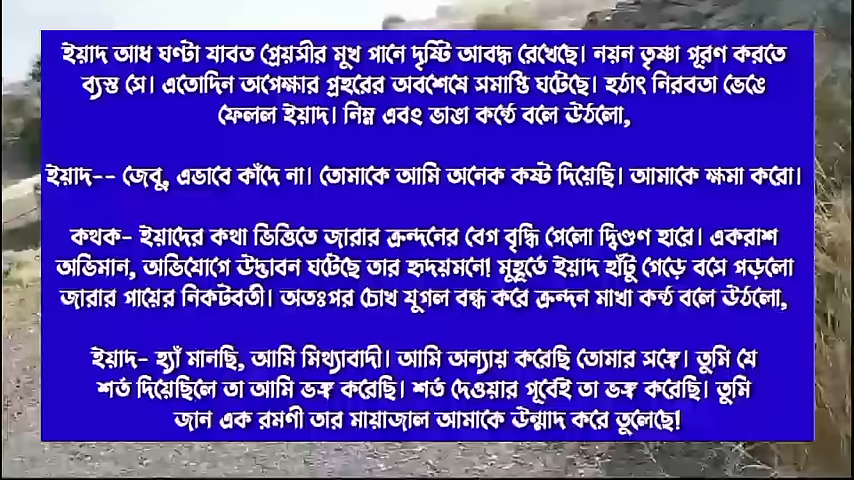 ইয়াদ আধ ঘণ্টা যাবত প্রেয়সীর মুখ পানে দৃষ্টি আবদ্ধ রেখেছে। নয়ন তৃষ্ণা পূরণ করতে
ব্যস্ত সে। এতোদিন অপেক্ষার প্রহরের অবশেষে সমাপ্তি ঘটেছে। হঠাৎ নিরবতা ভেঙে
ফেলল ইয়াদ। নিম্ন এবং ভাঙা কন্ঠে বলে উঠলো,
ইয়াদ-- জেবু, এভাবে কাঁদে না। তোমাকে আমি অনেক কষ্ট দিয়েছি। আমাকে ক্ষমা করো।
কথক- ইয়াদের কথা ভিত্তিতে জারার ক্রন্দনের বেগ বৃদ্ধি পেলো দ্বিগুণ হারে। একরাশ
অভিমান, অভিযোগে উদ্ভাবন ঘটেছে তার হৃদয়মনে! মুহূর্তে ইয়াদ হাঁটু গেড়ে বসে পড়লো
জারার পায়ের নিকটবর্তী। অতঃপর চোখ যুগল বন্ধ করে ক্রন্দন মাখা কন্ঠ বলে উঠলো,
ইয়াদ- হ্যাঁ মানছি, আমি মিথ্যাবাদী। আমি অন্যায় করেছি তোমার সঙ্গে। তুমি যে
শর্ত দিয়েছিলে তা আমি ভঙ্গ করেছি। শর্ত দেওয়ার পূর্বেই তা ভঙ্গ করেছি। তুমি
জান এক রমণী তার মায়াজাল আমাকে উন্মাদ করে তুলেছে!